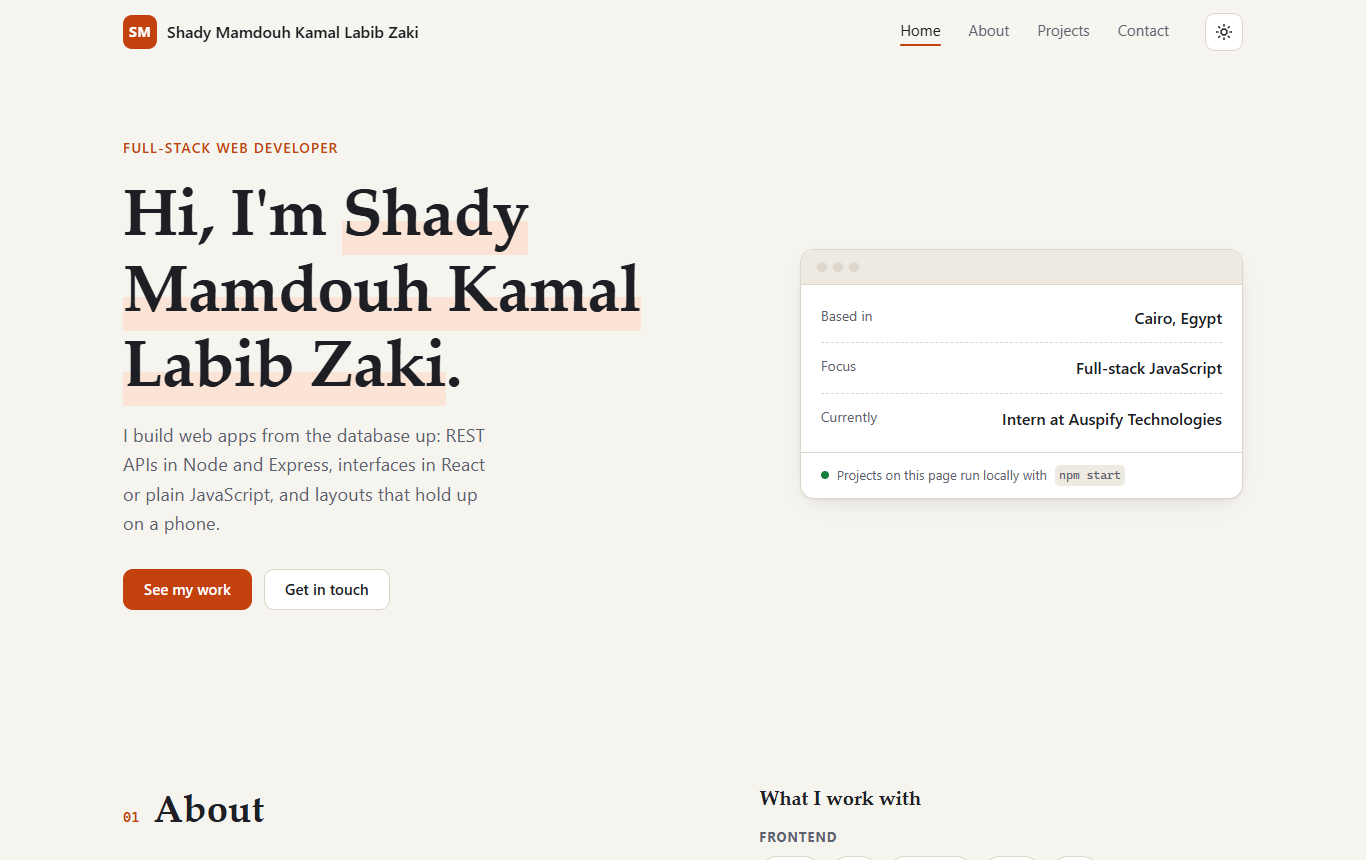 SM Shady Mamdouh Kamal Labib Zaki
Home About Projects Contact
FULL-STACK WEB DEVELOPER
Hi, I'm Shady
Mamdouh Kamal
Labib Zaki.
I build web apps from the database up: REST
APIs in Node and Express, interfaces in React
or plain JavaScript, and layouts that hold up
on a phone.
See my work Get in touch
Based in Cairo, Egypt
Focus Full-stack JavaScript
Currently Intern at Auspify Technologies
Projects on this page run locally with npm start
01 About
What I work with
FRONTEND